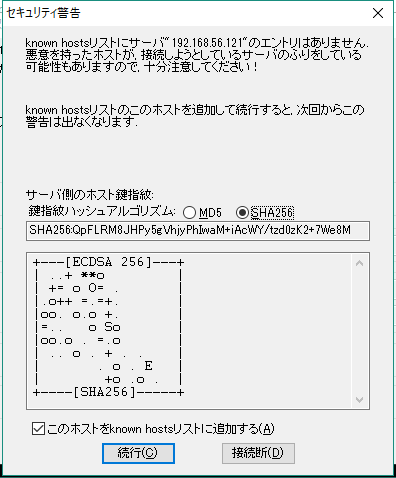 セキュリティ警告
known hostsリストにサーバ"192.168.56.121"のエントリはありません.
悪意を持ったホストが, 接続しようとしているサーバのふりをしている
可能性もありますので, 十分注意してください！
known hostsリストのこのホストを追加して続行すると, 次回からこの
警告は出なくなります.
サーバ側のホスト鍵指紋:
鍵指紋ハッシュアルゴリズム: MD5 SHA256
SHA256:QpFLRM8JHPy5gVhjyPhIwaM+iAcWY/tzd0zK2+7We8M
+---[ECDSA 256]---+
| ..+ **o         |
|  += o O= .      |
|.o++ =.=+.       |
|oo. o.o +.       |
|=..    o So      |
|oo.o . =.o       |
|  .. o . + . .   |
|        . o . E  |
|         +o .o . |
+----[SHA256]-----+
このホストをknown hostsリストに追加する(A)
続行(C) 接続断(D)